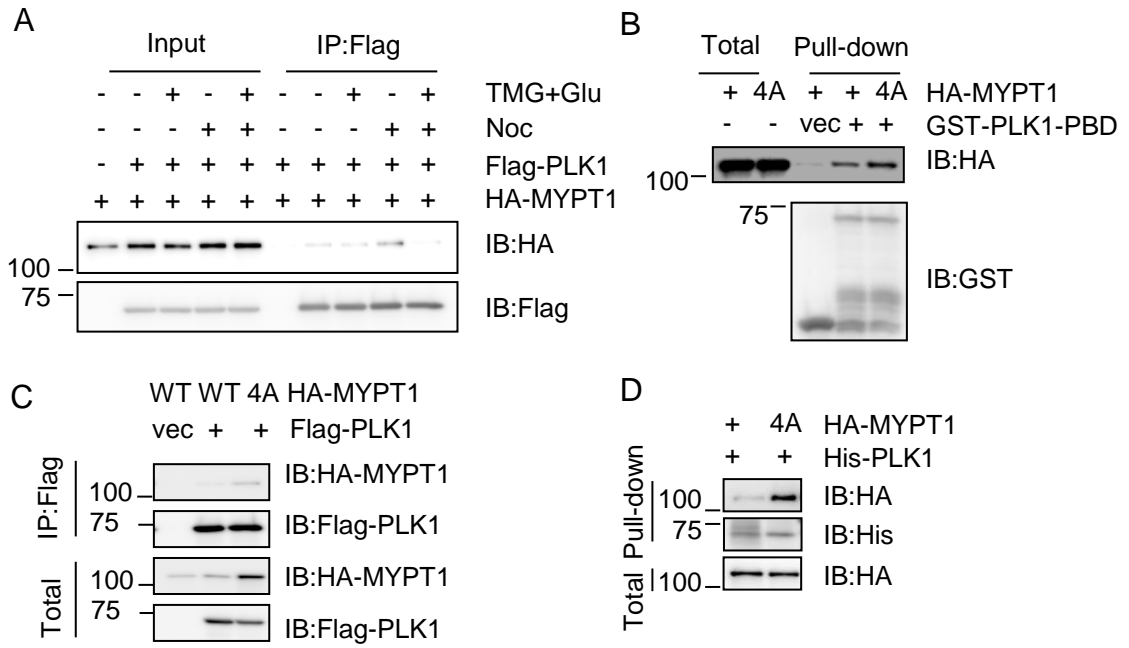 A
Input IP:Flag
- - + - + - - + - + TMG+Glu
- - - + + - - - + + Noc
- + + + + + + + + + Flag-PLK1
+ + + + + + + + + + HA-MYPT1
IB:HA
100
75
IB:Flag
B
Total Pull-down
+ 4A + + 4A HA-MYPT1
- - vec + + GST-PLK1-PBD
IB:HA
100
75
IB:GST
C
WT WT 4A HA-MYPT1
vec + + Flag-PLK1
IP:Flag
IB:HA-MYPT1
100
75
IB:Flag-PLK1
Total
IB:HA-MYPT1
100
75
IB:Flag-PLK1
D
+ 4A HA-MYPT1
+ + His-PLK1
Pull-down
100 IB:HA
75
IB:His
Total
100 IB:HA